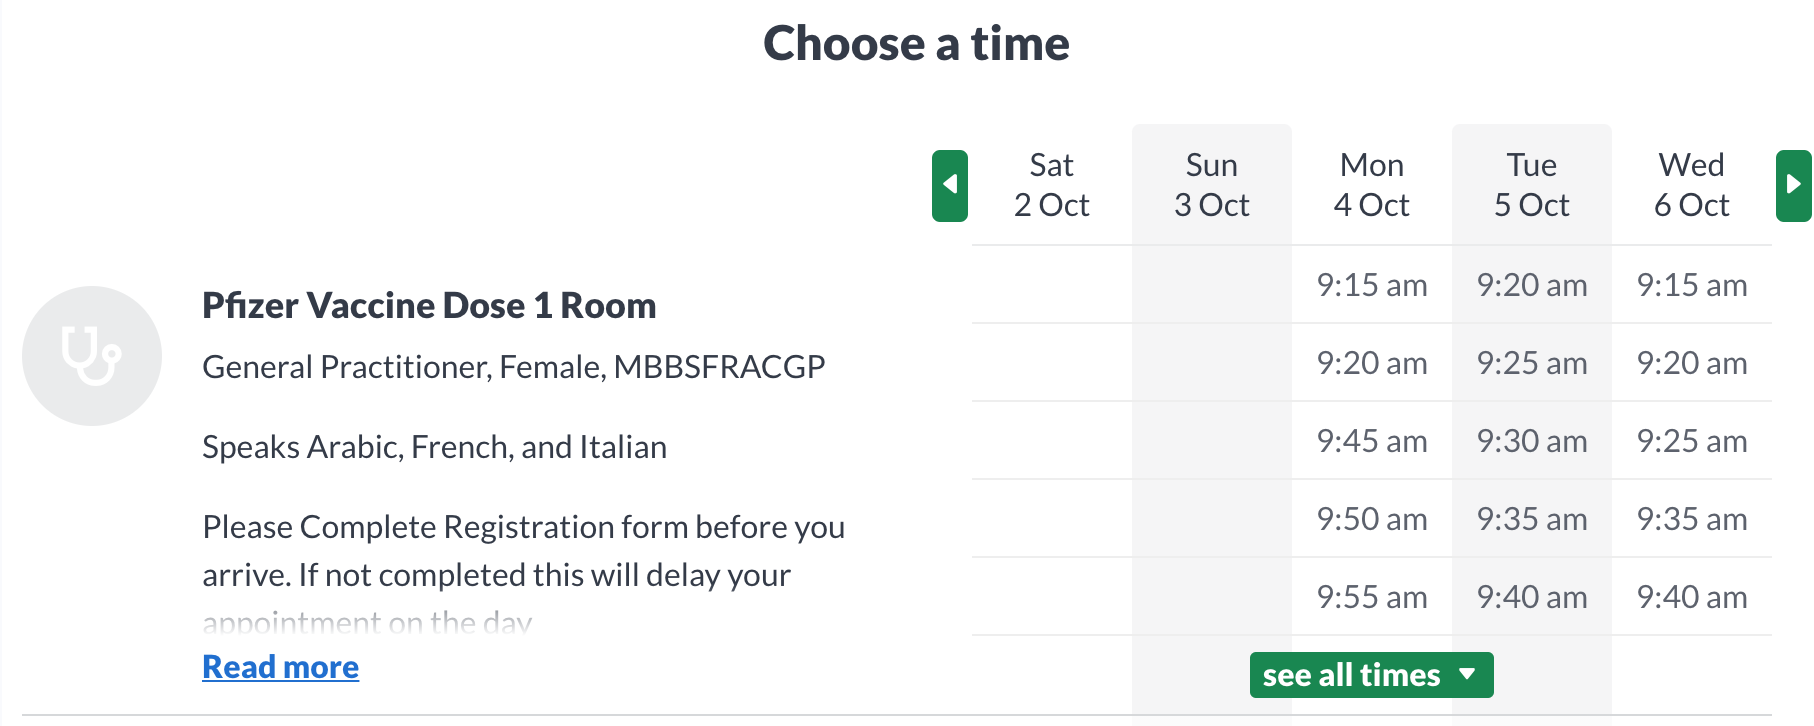 Choose a time
Sat Sun Mon Tue Wed
2 Oct 3 Oct 4 Oct 5 Oct 6 Oct
Pfizer Vaccine Dose 1 Room
General Practitioner, Female, MBBSFRACGP
Speaks Arabic, French, and Italian
Please Complete Registration form before you
arrive. If not completed this will delay your
appointment on the day
Read more
9:15 am 9:20 am 9:15 am
9:20 am 9:25 am 9:20 am
9:45 am 9:30 am 9:25 am
9:50 am 9:35 am 9:35 am
9:55 am 9:40 am 9:40 am
see all times